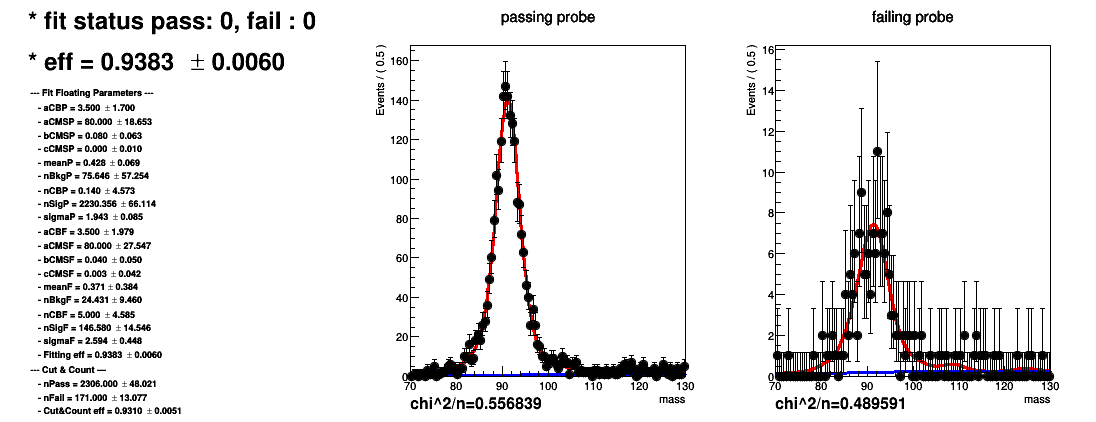 * fit status pass: 0, fail : 0
* eff = 0.9383 ± 0.0060
--- Fit Floating Parameters ---
- aCBP = 3.500 ± 1.700
- aCMSP = 80.000 ± 18.653
- bCMSP = 0.080 ± 0.063
- cCMSP = 0.000 ± 0.010
- meanP = 0.428 ± 0.069
- nBkgP = 75.646 ± 57.254
- nCBP = 0.140 ± 4.573
- nSigP = 2230.356 ± 66.114
- sigmaP = 1.943 ± 0.085
- aCBF = 3.500 ± 1.979
- aCMSF = 80.000 ± 27.547
- bCMSF = 0.040 ± 0.050
- cCMSF = 0.003 ± 0.042
- meanF = 0.371 ± 0.384
- nBkgF = 24.431 ± 9.460
- nCBF = 5.000 ± 4.585
- nSigF = 146.580 ± 14.546
- sigmaF = 2.594 ± 0.448
- Fitting eff = 0.9383 ± 0.0060
--- Cut & Count ---
- nPass = 2306.000 ± 48.021
- nFail = 171.000 ± 13.077
- Cut&Count eff = 0.9310 ± 0.0051
passing probe
Events / ( 0.5 )
160
140
120
100
80
60
40
20
0
70 80 90 100 110 120 130
mass
chi^2/n=0.556839
failing probe
Events / ( 0.5 )
16
14
12
10
8
6
4
2
0
70 80 90 100 110 120 130
mass
chi^2/n=0.489591